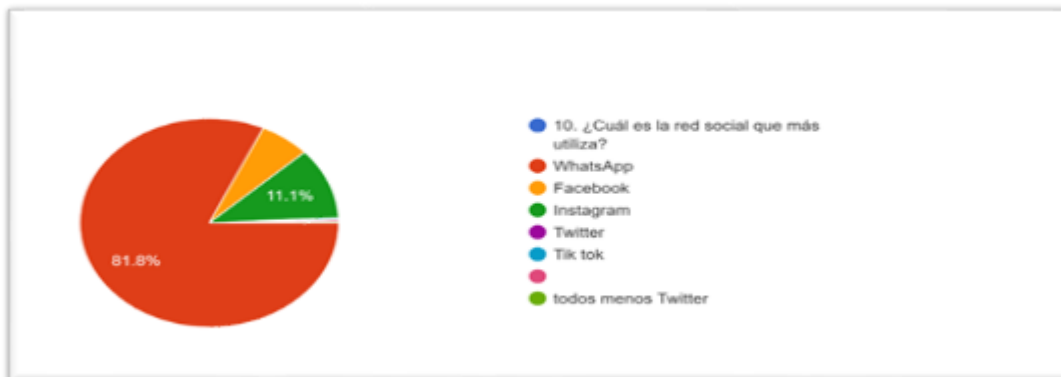 10. ¿Cuál es la red social que más
utiliza?
WhatsApp
Facebook
Instagram
Twitter
Tik tok
todos menos Twitter
11.1%
81.8%